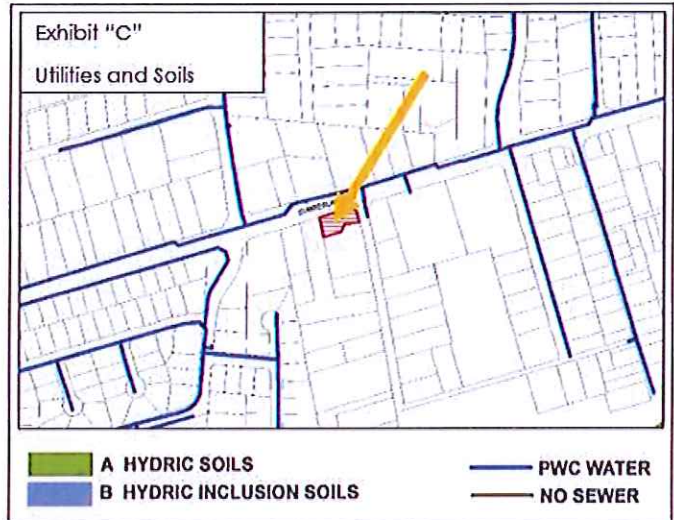 Exhibit "C"
Utilities and Soils
A HYDRIC SOILS
B HYDRIC INCLUSION SOILS
PWC WATER
NO SEWER